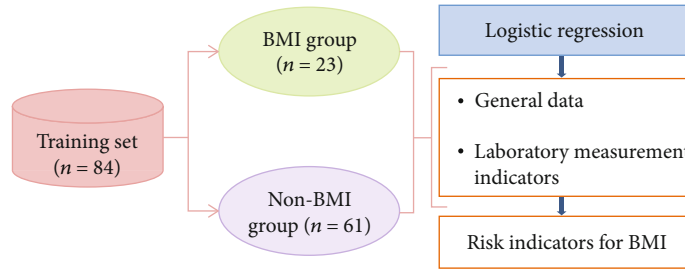 Training set
(n = 84)
BMI group
(n = 23)
Non-BMI
group (n = 61)
Logistic regression
• General data
• Laboratory measurement
indicators
Risk indicators for BMI